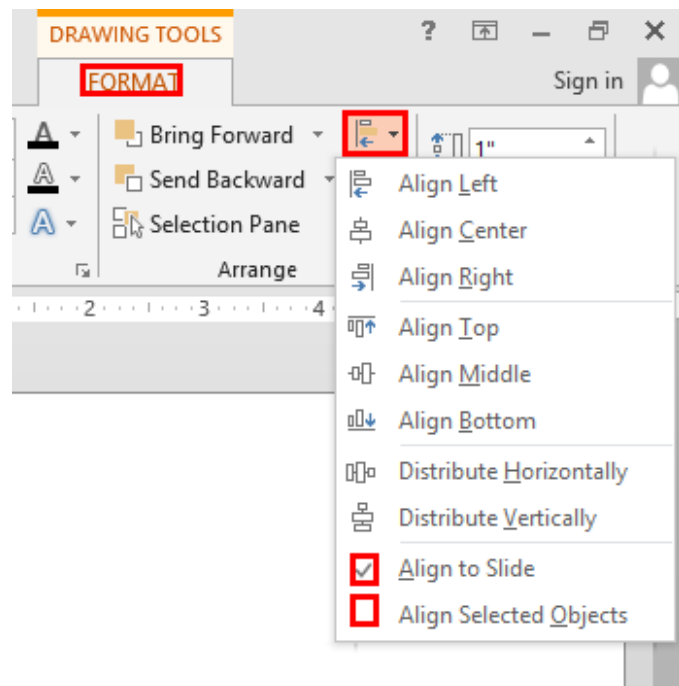 DRAWING TOOLS ?
FORMAT Sign in
A Bring Forward 1"
A Send Backward
A Selection Pane
Arrange
2 3 4
Align Left
Align Center
Align Right
Align Top
Align Middle
Align Bottom
Distribute Horizontally
Distribute Vertically
Align to Slide
Align Selected Objects